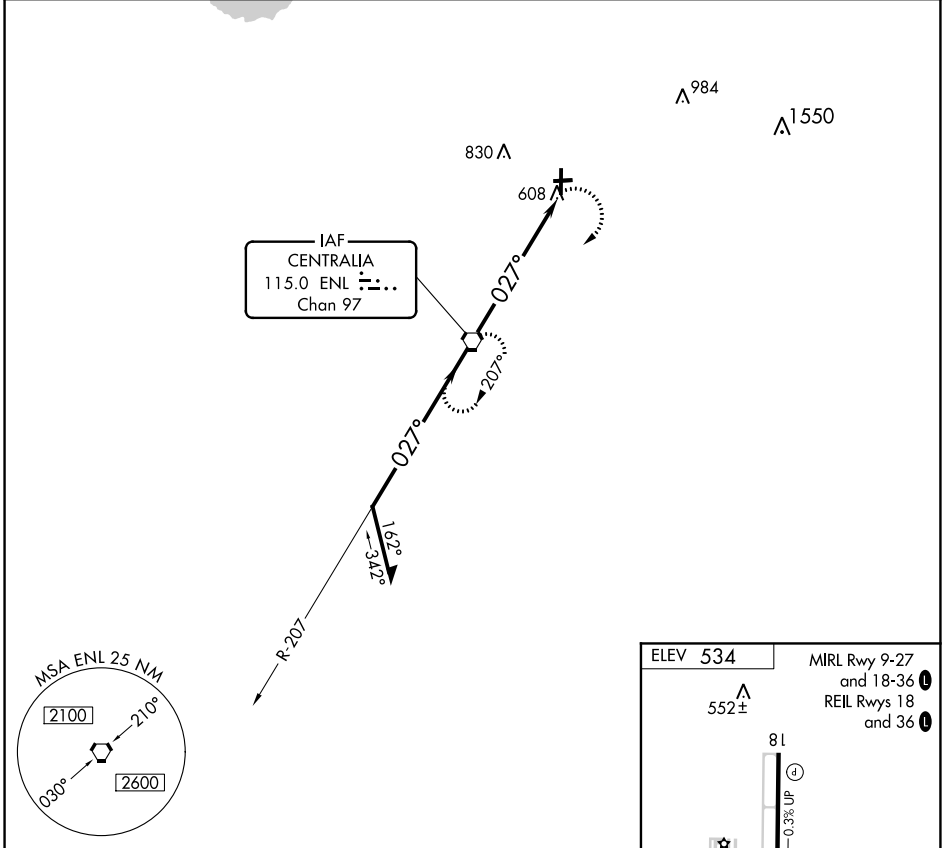 984
1550
830
608
IAF
CENTRALIA
115.0 ENL
Chan 97
027°
207°
027°
162°
342°
R-207
MSA ENL 25 NM
2100
210°
030°
2600
ELEV 534
MIRL Rwy 9-27
and 18-36 L
REIL Rwys 18
and 36 L
552±
18
P
0.3% UP